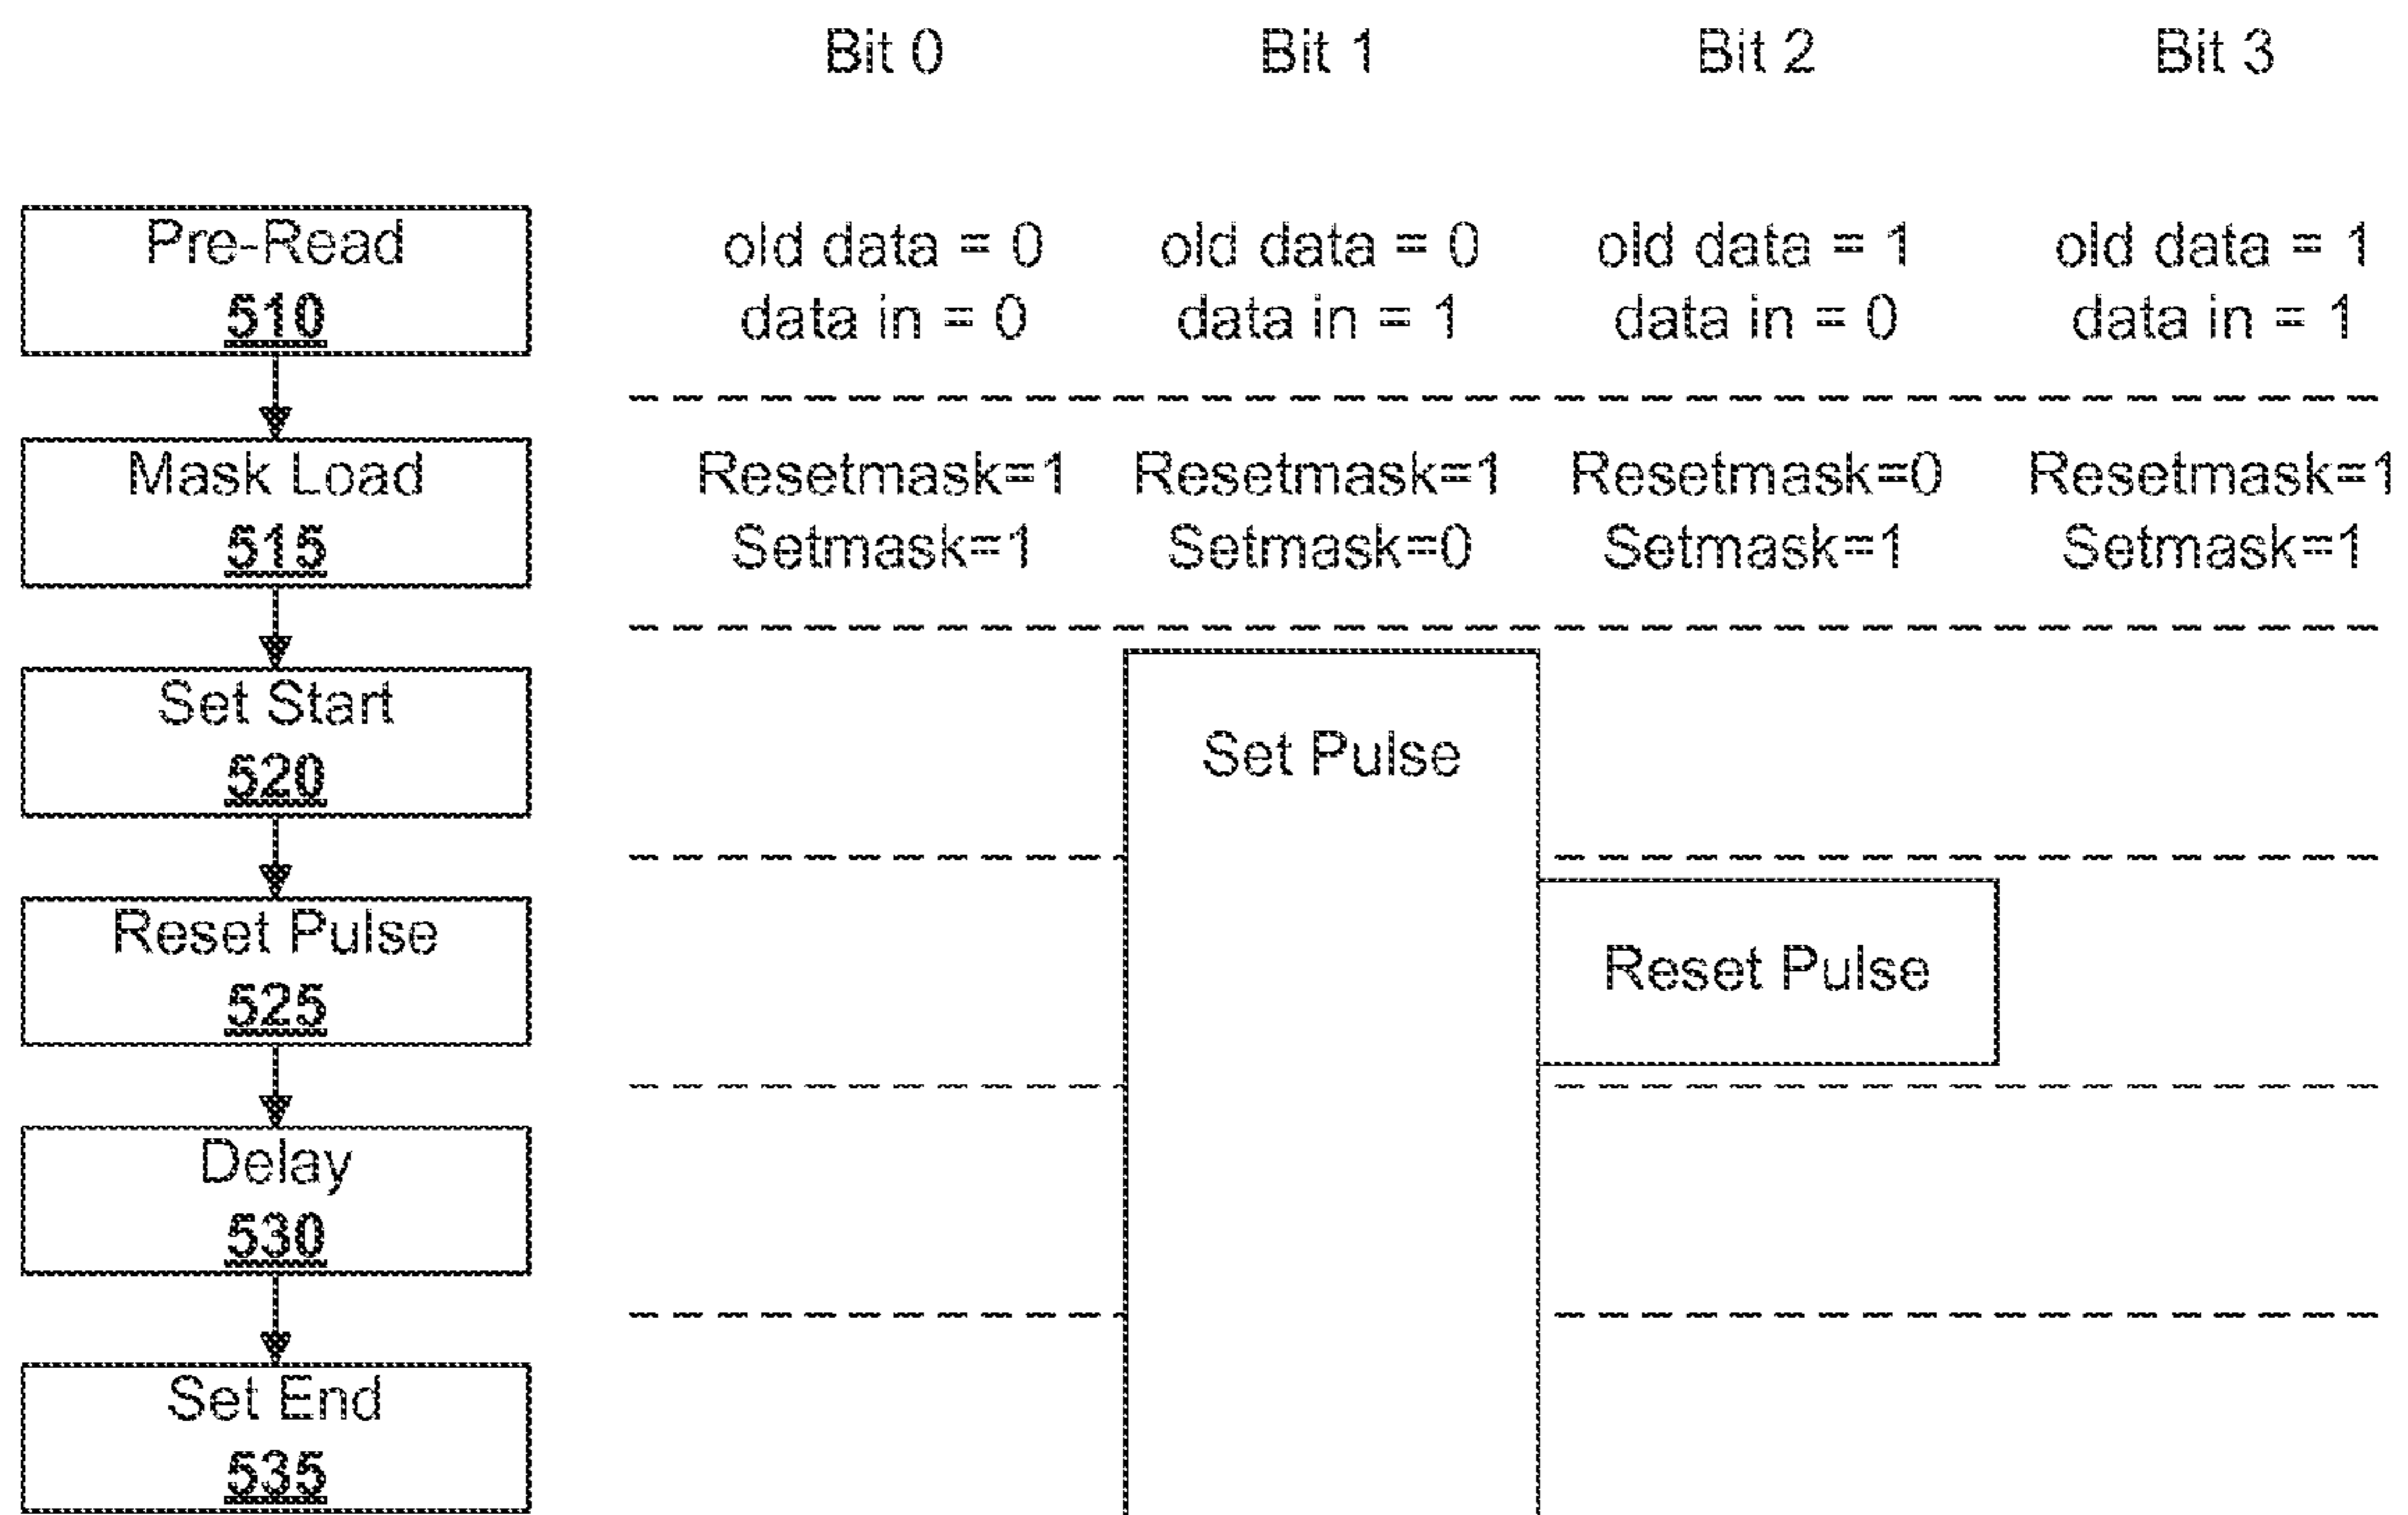 Bit 0 Bit 1 Bit 2 Bit 3
Pre-Read
510
old data = 0 old data = 0 old data = 1 old data = 1
data in = 0 data in = 1 data in = 0 data in = 1
Mask Load
515
Resetmask=1 Resetmask=1 Resetmask=0 Resetmask=1
Setmask=1 Setmask=0 Setmask=1 Setmask=1
Set Start
520
Set Pulse
Reset Pulse
525
Reset Pulse
Delay
530
Set End
535